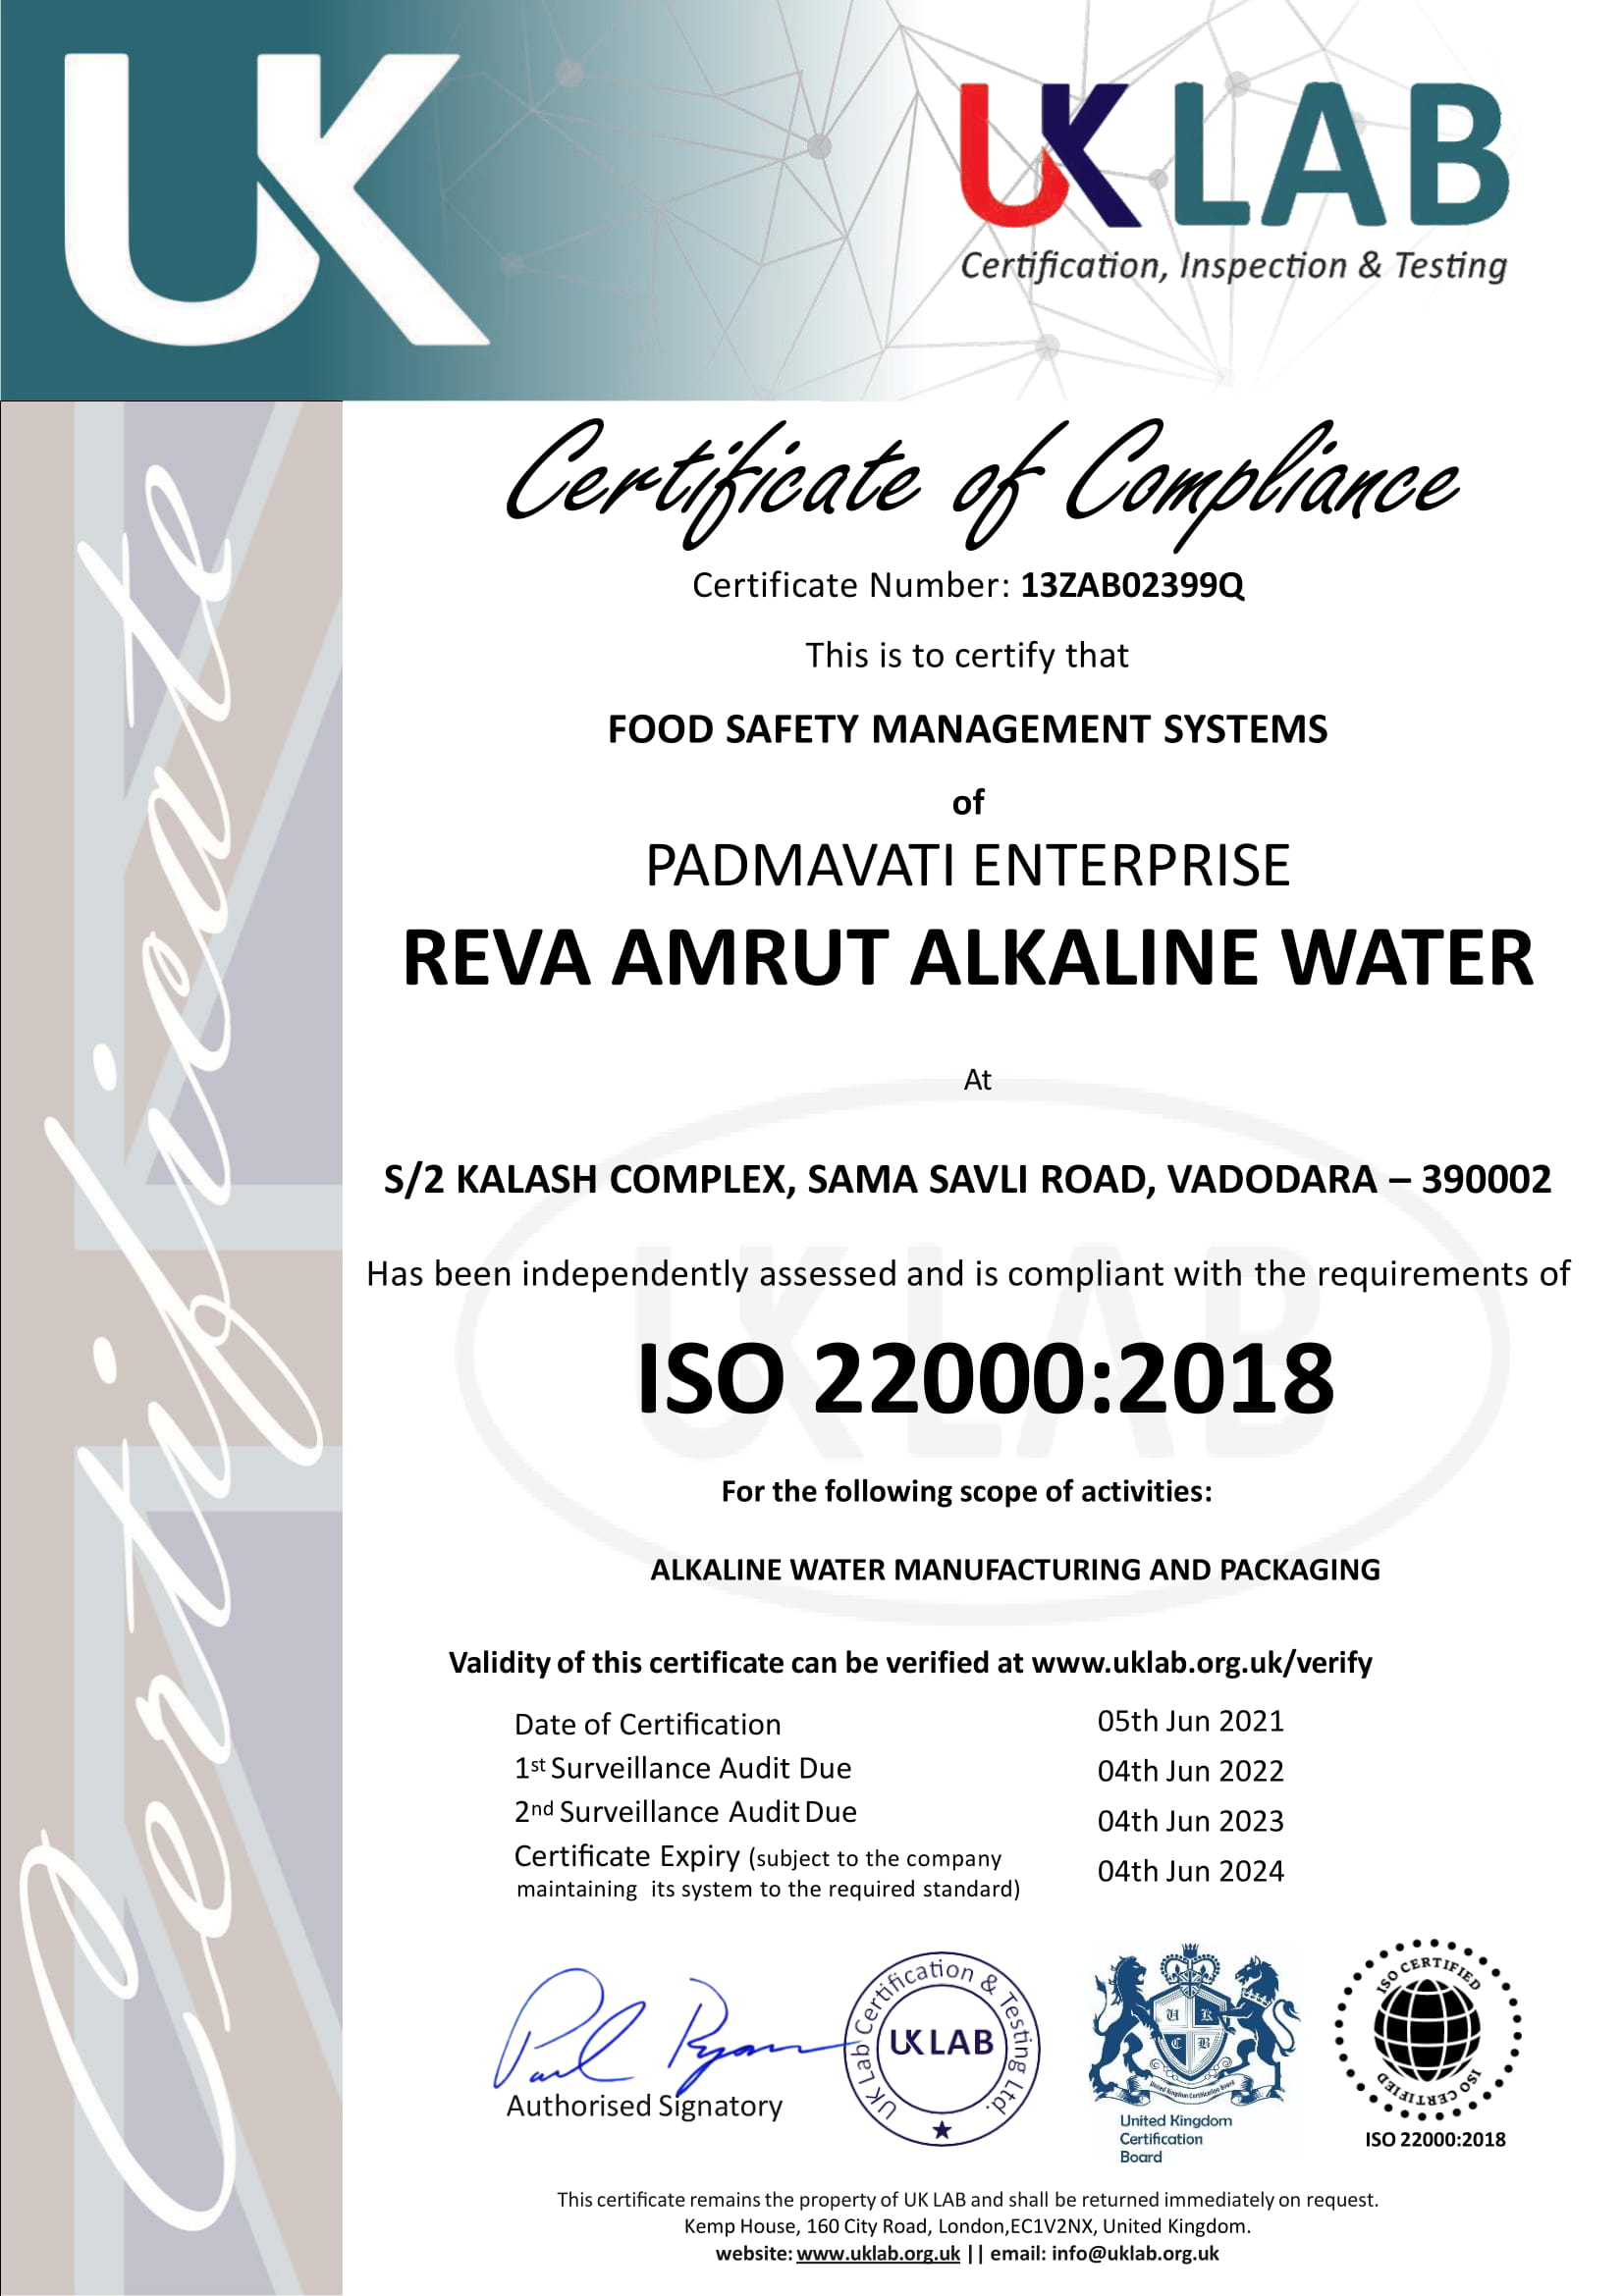 UK
UK LAB
Certification, Inspection & Testing
Certificate
Certificate of Compliance
Certificate Number: 13ZAB02399Q
This is to certify that
FOOD SAFETY MANAGEMENT SYSTEMS
of
PADMAVATI ENTERPRISE
REVA AMRUT ALKALINE WATER
At
S/2 KALASH COMPLEX, SAMA SAVLI ROAD, VADODARA – 390002
Has been independently assessed and is compliant with the requirements of
UK LAB
ISO 22000:2018
For the following scope of activities:
ALKALINE WATER MANUFACTURING AND PACKAGING
Validity of this certificate can be verified at www.uklab.org.uk/verify
Date of Certification 05th Jun 2021
1st Surveillance Audit Due 04th Jun 2022
2nd Surveillance Audit Due 04th Jun 2023
Certificate Expiry (subject to the company 04th Jun 2024
maintaining its system to the required standard)
Paul Ryan
Authorised Signatory
UK Lab Certification & Testing Ltd.
UK LAB
U K
C B
United Kingdom Certification Board
United Kingdom
Certification
Board
ISO CERTIFIED
ISO CERTIFIED
ISO 22000:2018
This certificate remains the property of UK LAB and shall be returned immediately on request.
Kemp House, 160 City Road, London,EC1V2NX, United Kingdom.
website: www.uklab.org.uk || email: info@uklab.org.uk